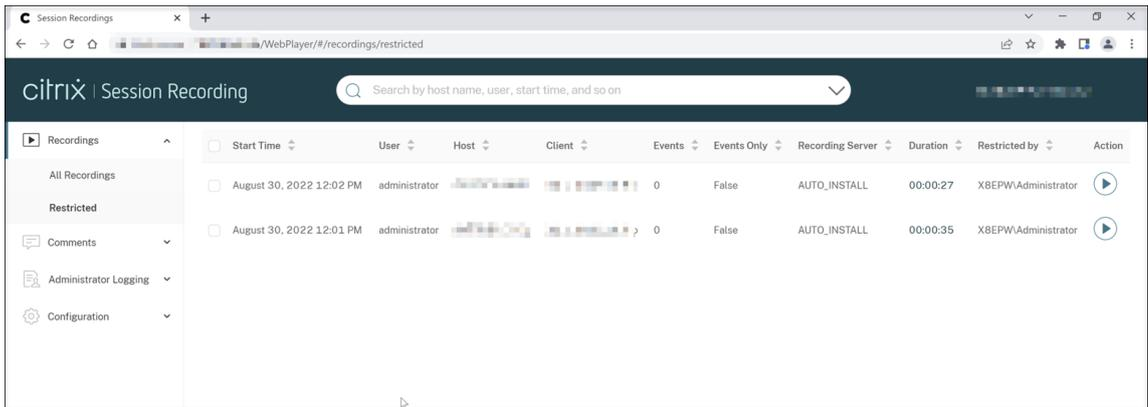 Session Recordings
/WebPlayer/#/recordings/restricted
citrix | Session Recording
Search by host name, user, start time, and so on
Recordings
All Recordings
Restricted
Comments
Administrator Logging
Configuration
Start Time User Host Client Events Events Only Recording Server Duration Restricted by Action
August 30, 2022 12:02 PM administrator 0 False AUTO_INSTALL 00:00:27 X8EPW\Administrator
August 30, 2022 12:01 PM administrator 0 False AUTO_INSTALL 00:00:35 X8EPW\Administrator